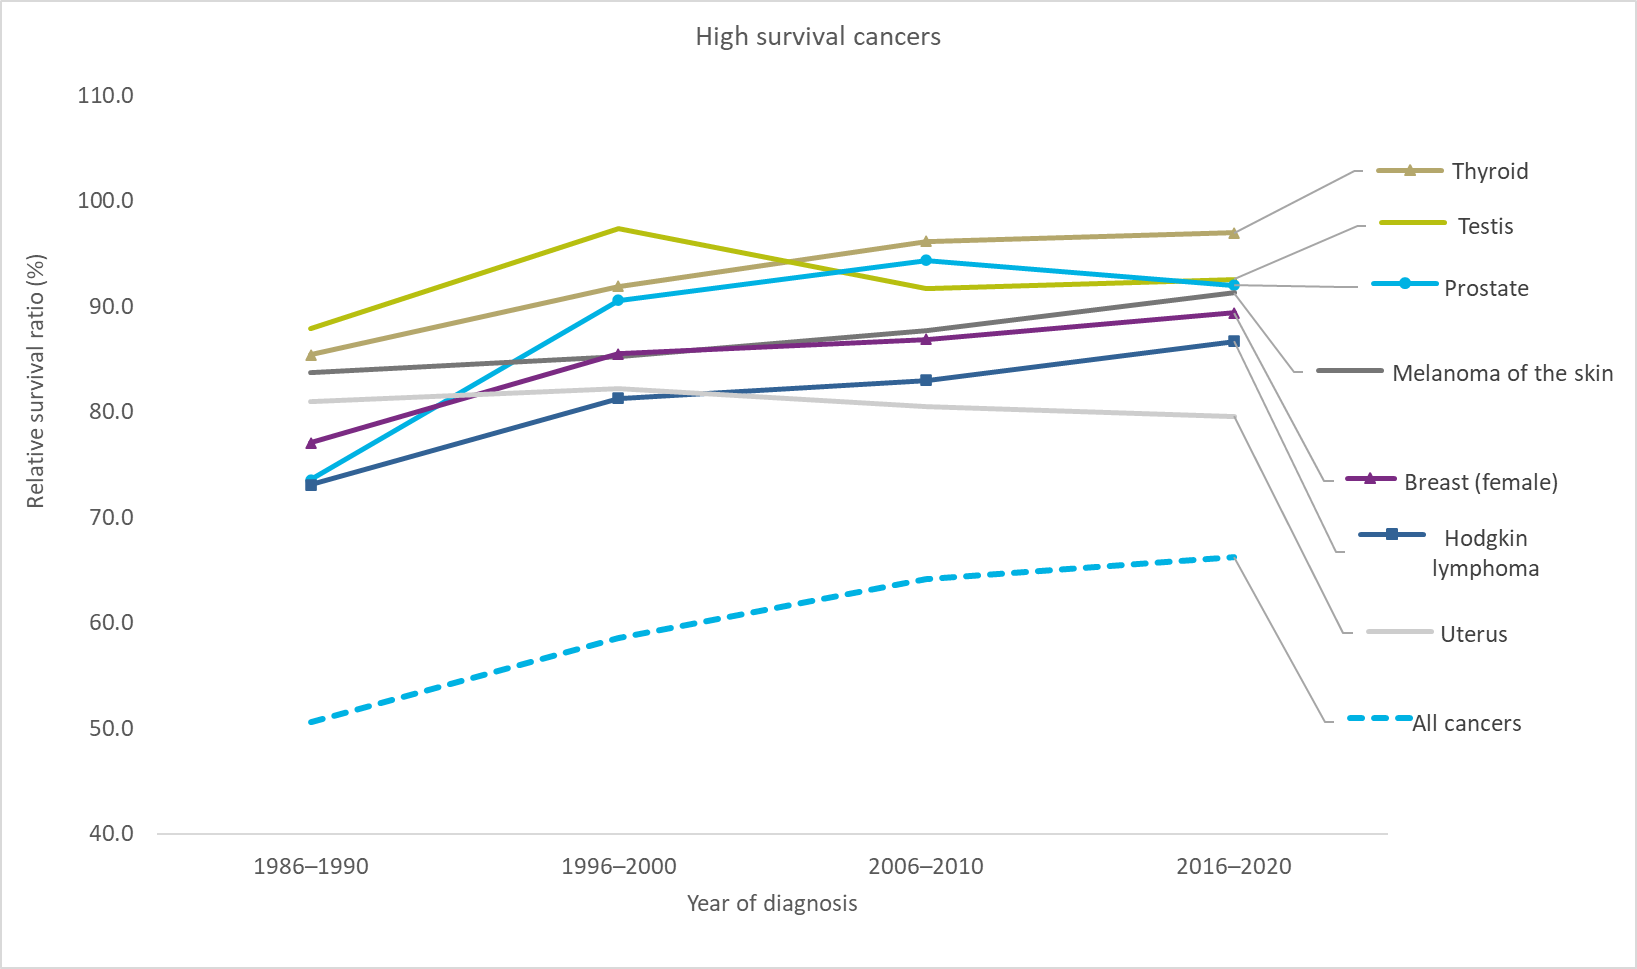 High survival cancers
110.0
100.0
90.0
80.0
70.0
60.0
50.0
40.0
Relative survival ratio (%)
1986–1990
1996–2000
2006–2010
2016–2020
Year of diagnosis
Thyroid
Testis
Prostate
Melanoma of the skin
Breast (female)
Hodgkin
lymphoma
Uterus
All cancers